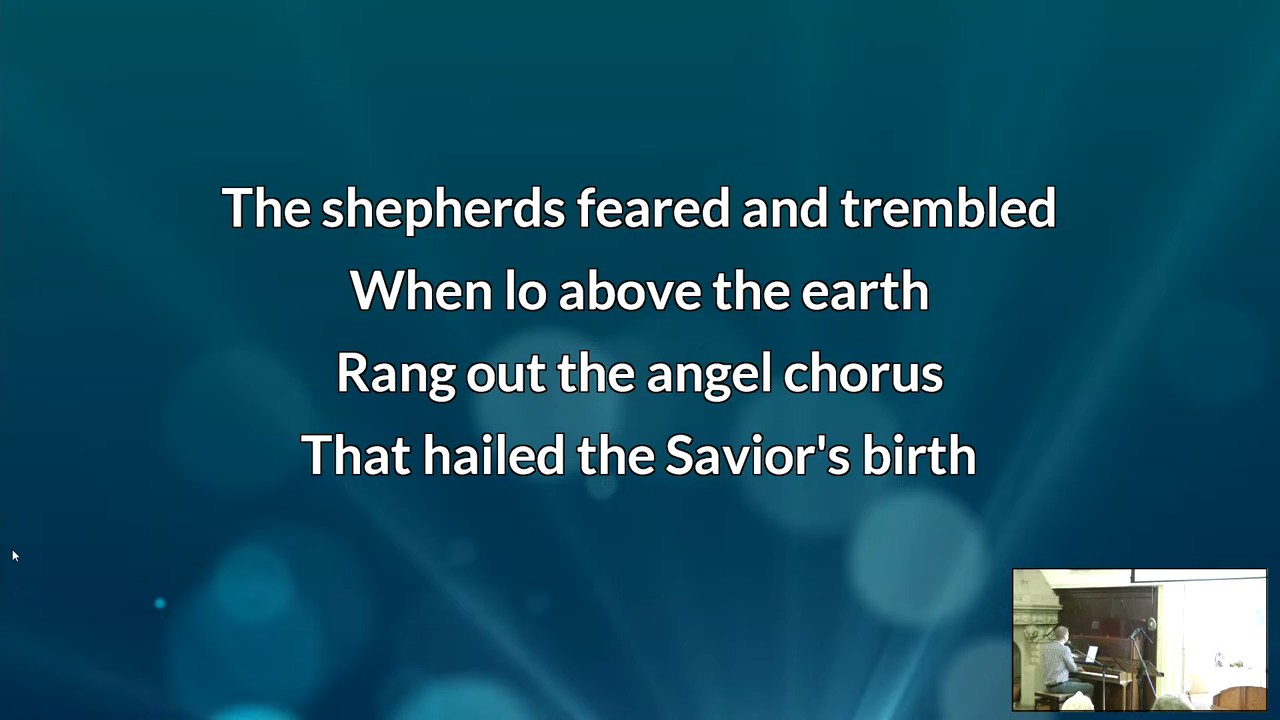 The shepherds feared and trembled
When lo above the earth
Rang out the angel chorus
That hailed the Savior's birth